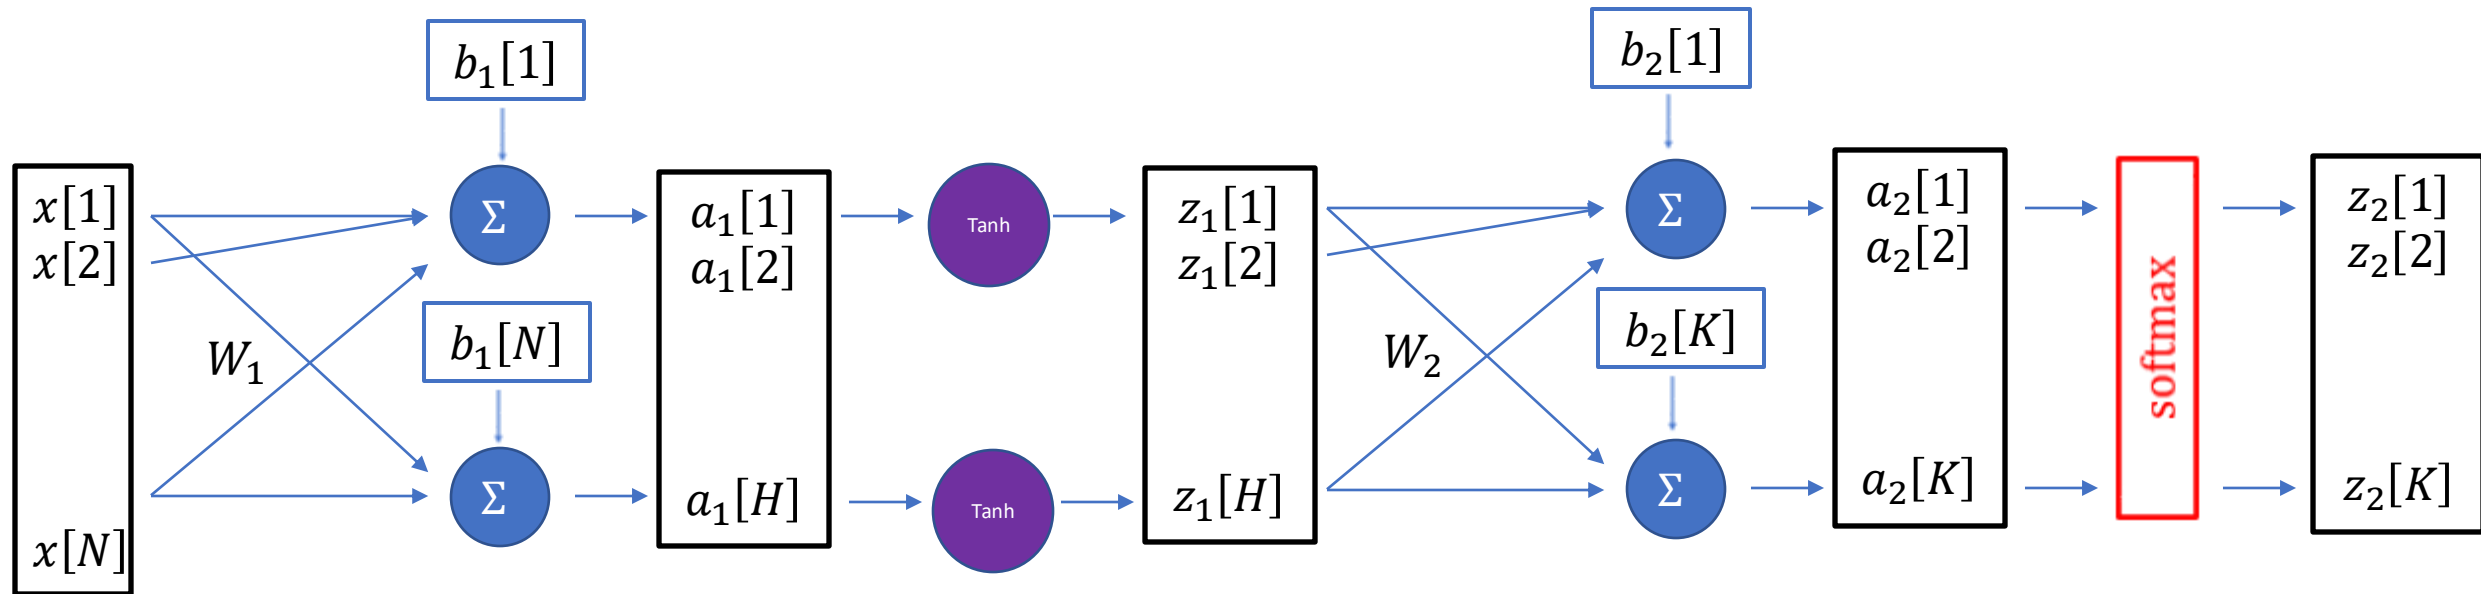 b₁[1]
b₂[1]
x[1]
x[2]
x[N]
W₁
Σ
b₁[N]
Σ
a₁[1]
a₁[2]
a₁[H]
Tanh
Tanh
z₁[1]
z₁[2]
z₁[H]
W₂
Σ
b₂[K]
Σ
a₂[1]
a₂[2]
a₂[K]
softmax
z₂[1]
z₂[2]
z₂[K]